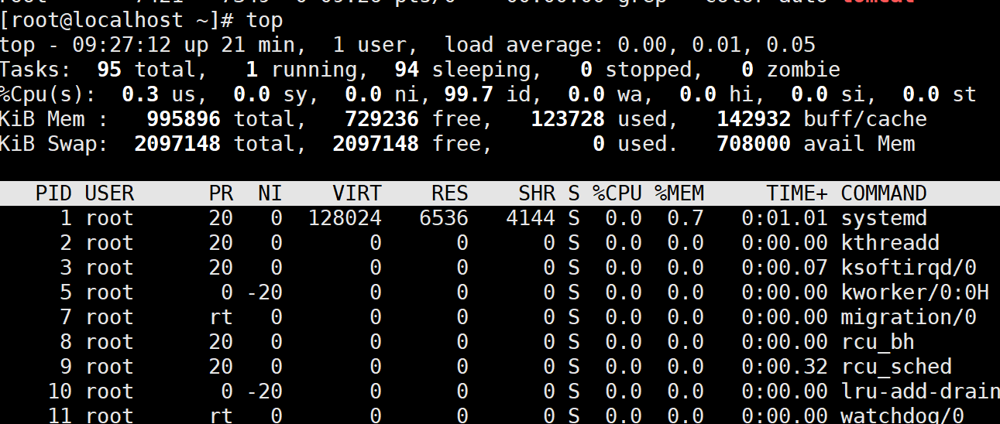 [root@localhost ~]# top
top - 09:27:12 up 21 min,  1 user,  load average: 0.00, 0.01, 0.05
Tasks:  95 total,   1 running,  94 sleeping,   0 stopped,   0 zombie
%Cpu(s):  0.3 us,  0.0 sy,  0.0 ni, 99.7 id,  0.0 wa,  0.0 hi,  0.0 si,  0.0 st
KiB Mem :   995896 total,   729236 free,   123728 used,   142932 buff/cache
KiB Swap:  2097148 total,  2097148 free,        0 used.   708000 avail Mem
PID USER      PR  NI    VIRT    RES    SHR S %CPU %MEM     TIME+ COMMAND
1 root      20   0  128024   6536   4144 S  0.0  0.7   0:01.01 systemd
2 root      20   0       0      0      0 S  0.0  0.0   0:00.00 kthreadd
3 root      20   0       0      0      0 S  0.0  0.0   0:00.07 ksoftirqd/0
5 root       0 -20       0      0      0 S  0.0  0.0   0:00.00 kworker/0:0H
7 root      rt   0       0      0      0 S  0.0  0.0   0:00.00 migration/0
8 root      20   0       0      0      0 S  0.0  0.0   0:00.00 rcu_bh
9 root      20   0       0      0      0 S  0.0  0.0   0:00.32 rcu_sched
10 root       0 -20       0      0      0 S  0.0  0.0   0:00.00 lru-add-drain
11 root      rt   0       0      0      0 S  0.0  0.0   0:00.00 watchdog/0